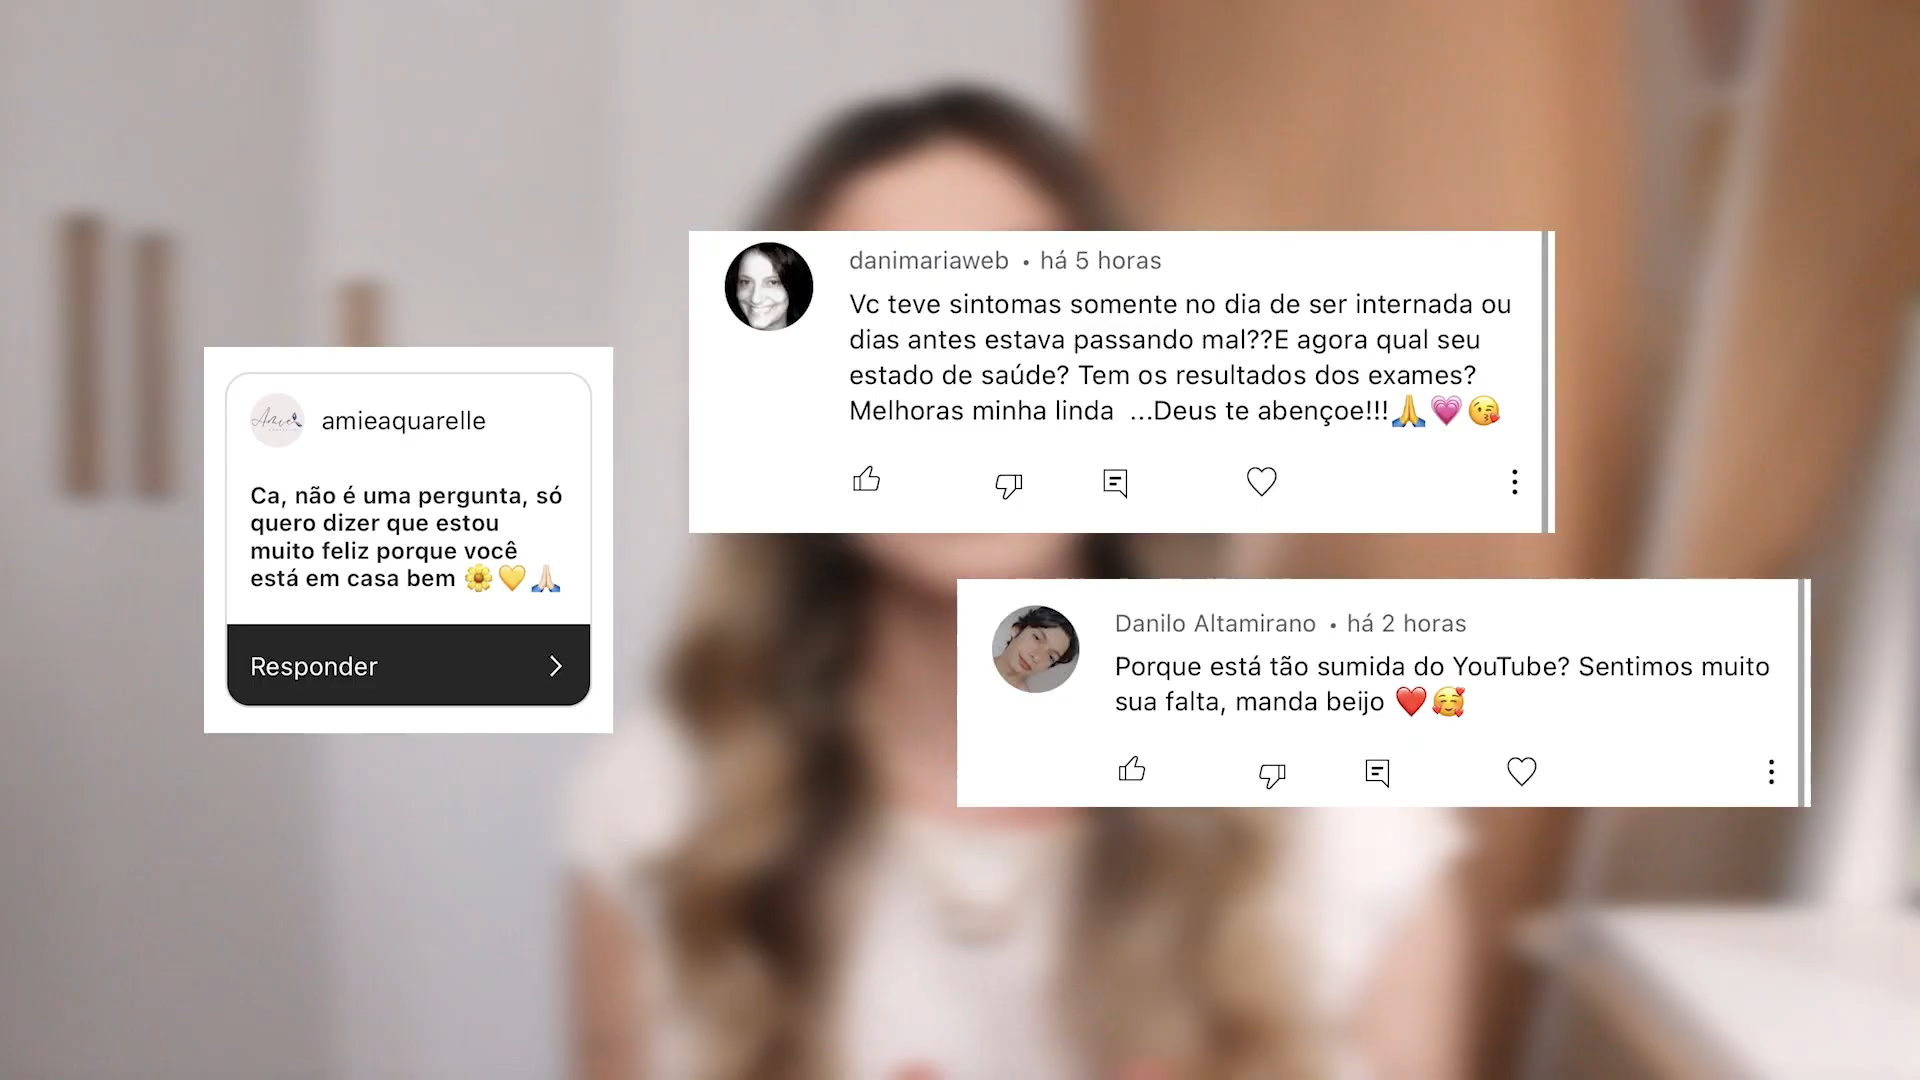 danimariaweb • há 5 horas
Vc teve sintomas somente no dia de ser internada ou
dias antes estava passando mal??E agora qual seu
estado de saúde? Tem os resultados dos exames?
Melhoras minha linda ...Deus te abençoe!!!🙏💗😘
Amie
amieaquarelle
Ca, não é uma pergunta, só
quero dizer que estou
muito feliz porque você
está em casa bem 🌼💛🙏🏻
Responder
Danilo Altamirano • há 2 horas
Porque está tão sumida do YouTube? Sentimos muito
sua falta, manda beijo ❤️🥰